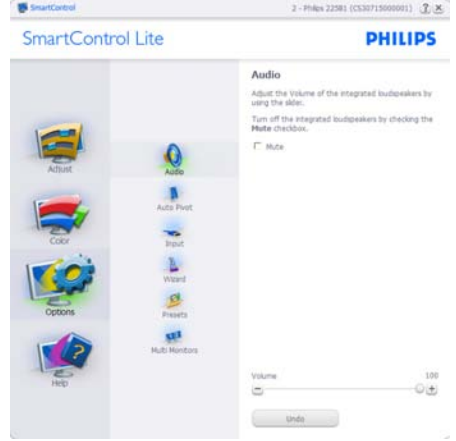 SmartControl
2 - Philips 225B1 (CS30715000001)
SmartControl Lite
PHILIPS
Adjust
Color
Options
Help
Audio
Auto Pivot
Input
Wizard
Presets
Multi Monitors
Audio
Adjust the Volume of the integrated loudspeakers by
using the slider.
Turn off the integrated loudspeakers by checking the
Mute checkbox.
Mute
Volume
100
Undo